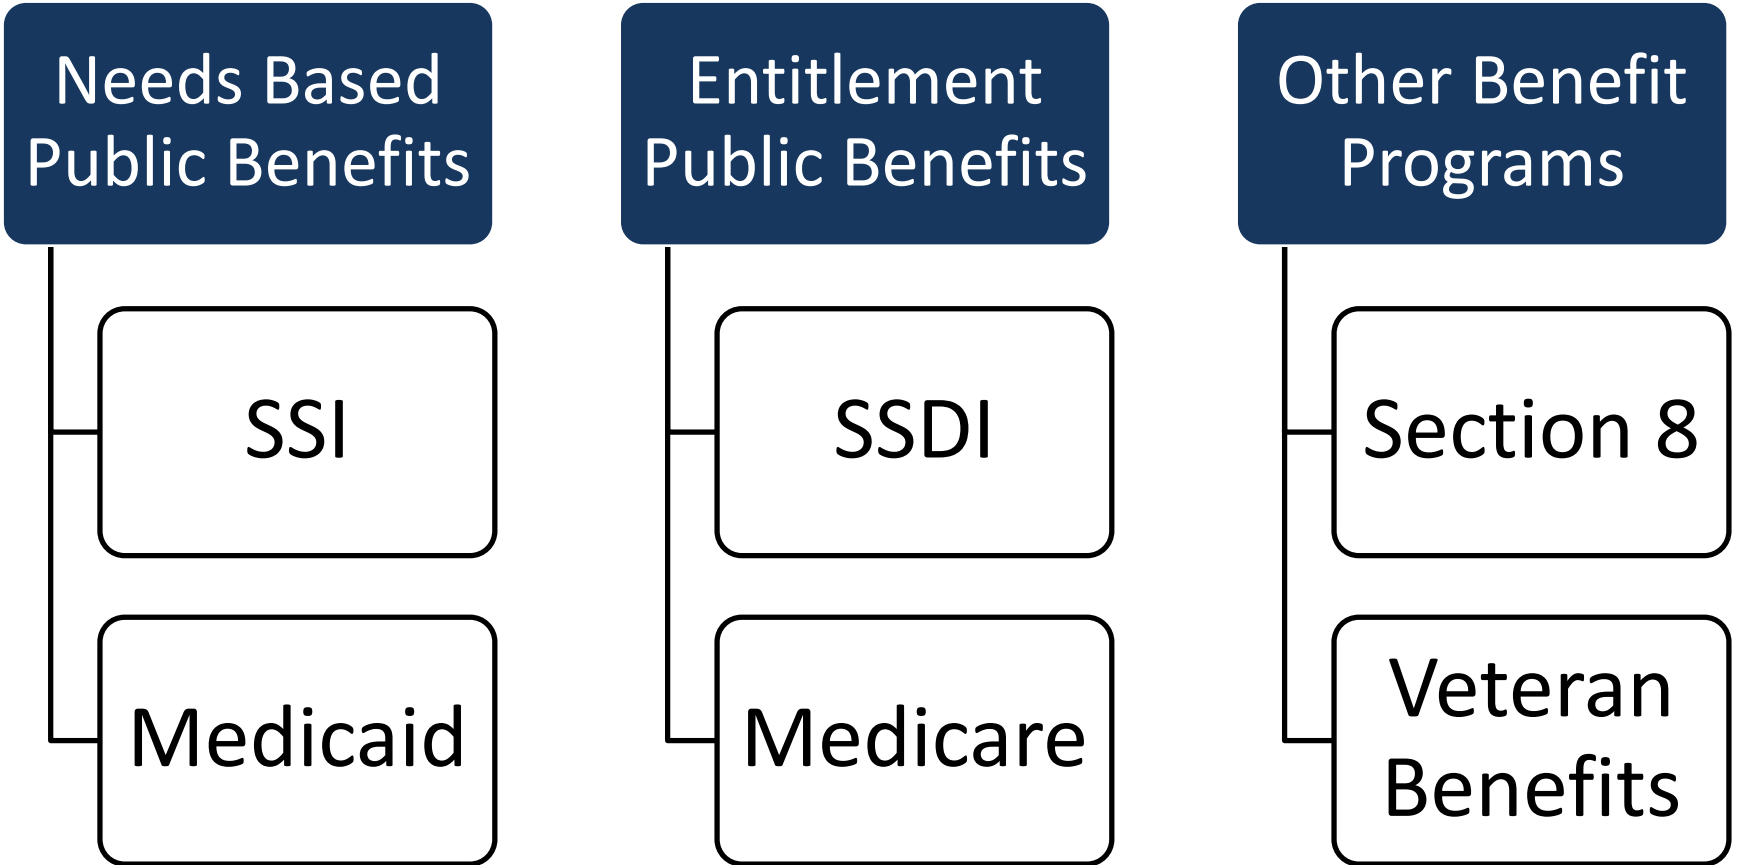 Needs Based
Public Benefits
SSI
Medicaid
Entitlement
Public Benefits
SSDI
Medicare
Other Benefit
Programs
Section 8
Veteran
Benefits